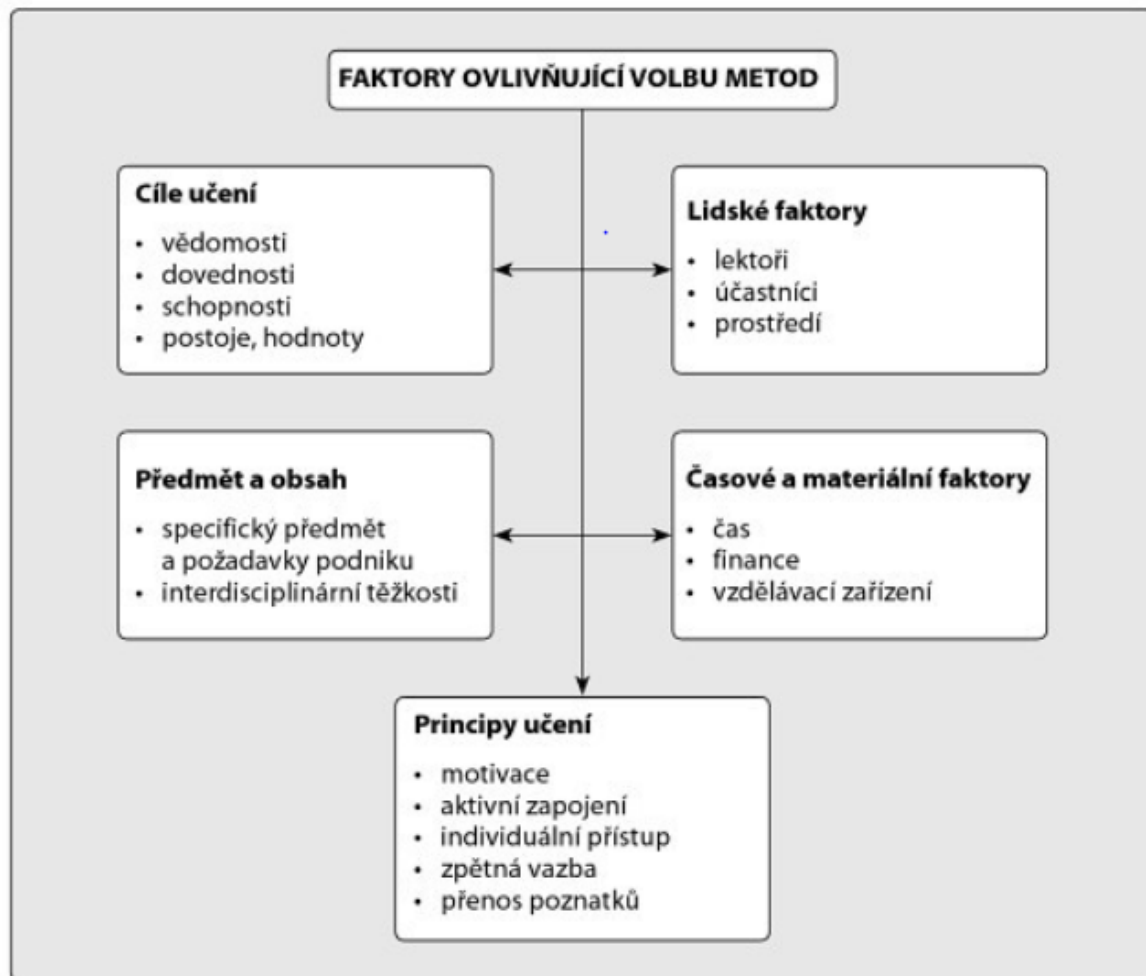 FAKTORY OVLIVŇUJÍCÍ VOLBU METOD
Cíle učení
• vědomosti
• dovednosti
• schopnosti
• postoje, hodnoty
Lidské faktory
• lektoři
• účastníci
• prostředí
Předmět a obsah
• specifický předmět
a požadavky podniku
• interdisciplinární těžkosti
Časové a materiální faktory
• čas
• finance
• vzdělávací zařízení
Principy učení
• motivace
• aktivní zapojení
• individuální přístup
• zpětná vazba
• přenos poznatků